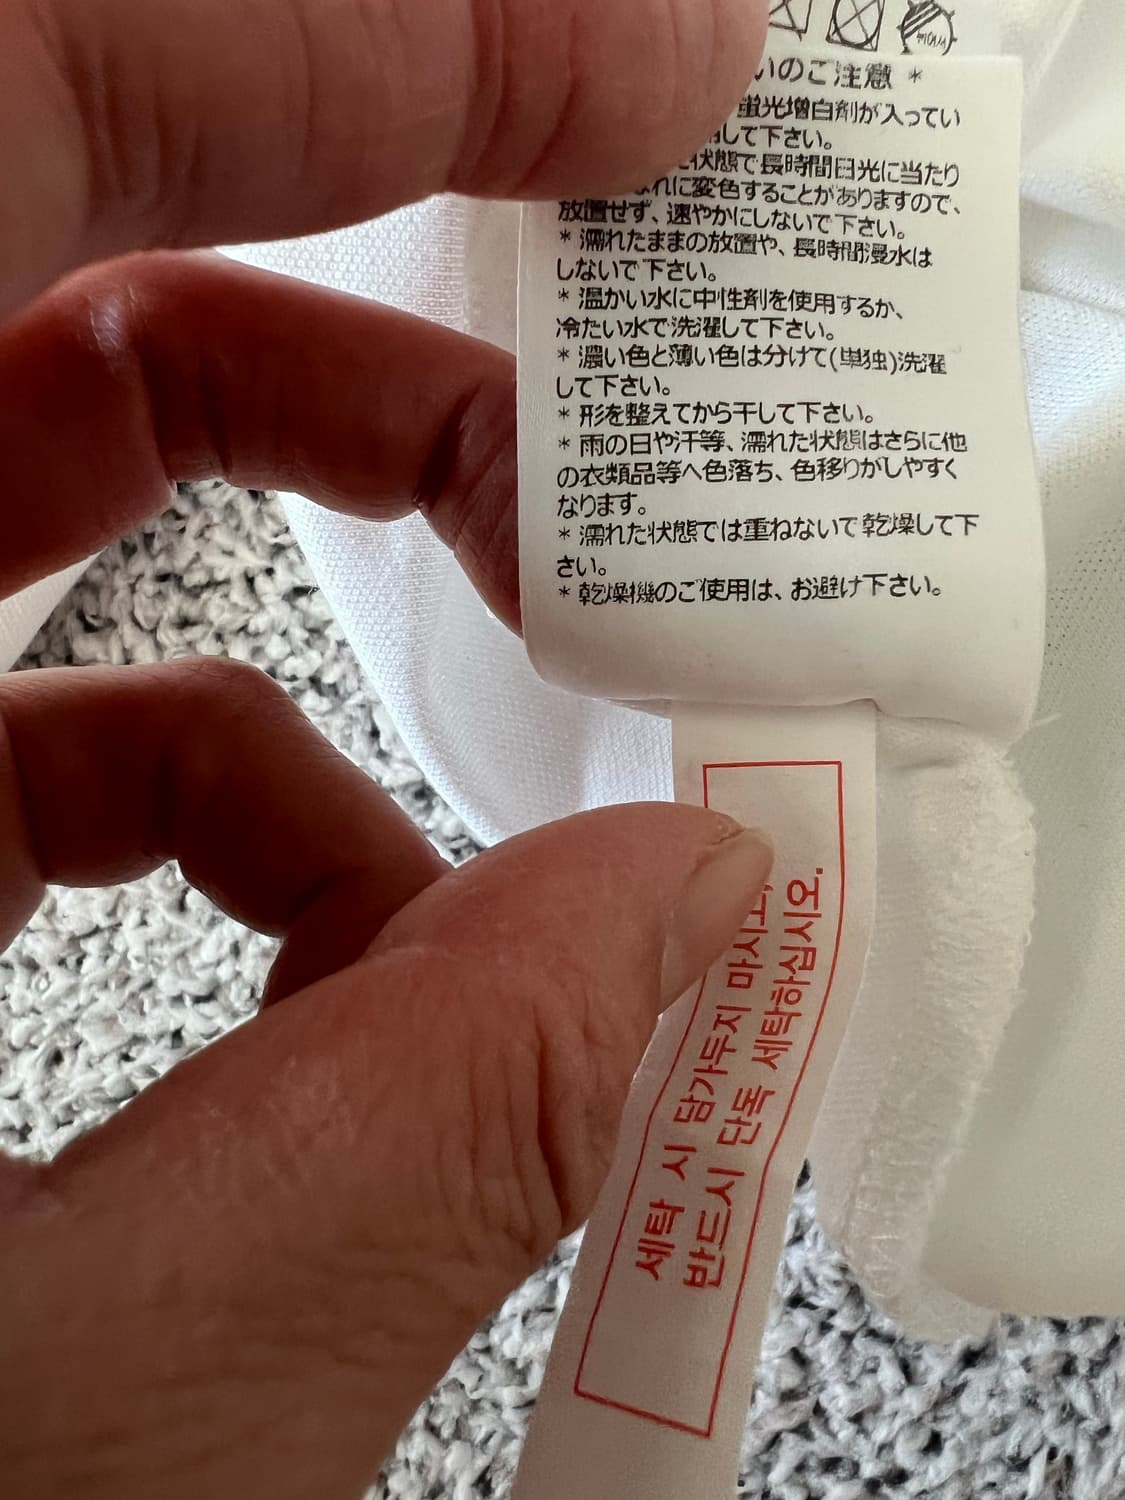 いのご注意 *
蛍光増白剤が入ってい
して下さい。
状態で長時間日光に当たり
れに変色することがありますので、
放置せず、速やかにしないで下さい。
* 濡れたままの放置や、長時間浸水は
しないで下さい。
* 温かい水に中性剤を使用するか、
冷たい水で洗濯して下さい。
* 濃い色と薄い色は分けて(単独)洗濯
して下さい。
* 形を整えてから干して下さい。
* 雨の日や汗等、濡れた状態はさらに他
の衣類品等へ色落ち、色移りがしやすく
なります。
* 濡れた状態では重ねないで乾燥して下
さい。
* 乾燥機のご使用は、お避け下さい。
세탁 시 담가두지 마시고,
반드시 단독 세탁하십시오.